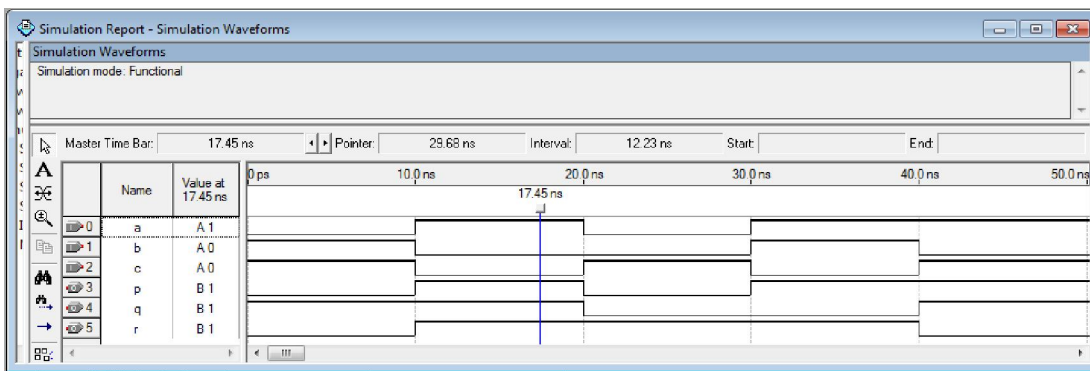 Simulation Report - Simulation Waveforms
Simulation Waveforms
Simulation mode: Functional
Master Time Bar: 17.45 ns Pointer: 29.68 ns Interval: 12.23 ns Start: End:
Name Value at 17.45 ns 0 ps 10.0 ns 20.0 ns 30.0 ns 40.0 ns 50.0 ns
17.45 ns
0 a A 1
1 b A 0
2 c A 0
3 p B 1
4 q B 1
5 r B 1